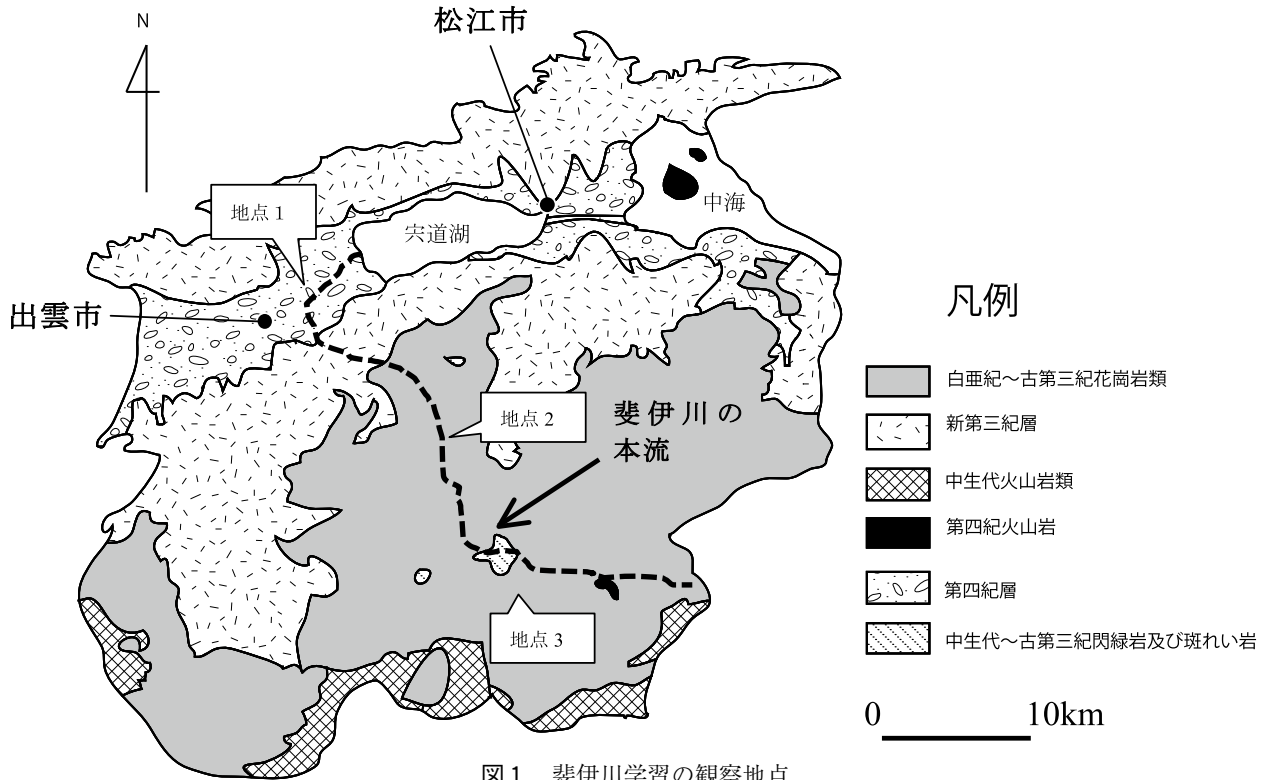 N
松江市
地点 1
宍道湖
中海
出雲市
凡例
白亜紀～古第三紀花崗岩類
新第三紀層
中生代火山岩類
第四紀火山岩
第四紀層
中生代～古第三紀閃緑岩及び斑れい岩
地点 2
斐伊川の
本流
地点 3
0 10km
図１ 斐伊川学習の観察地点